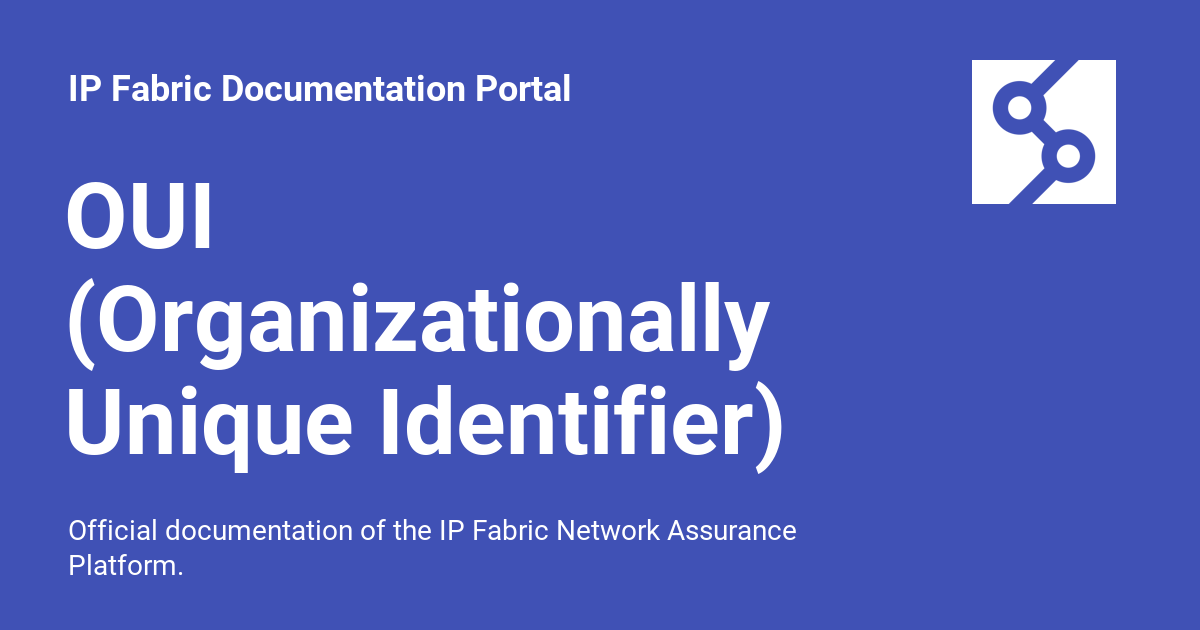 IP Fabric Documentation Portal
OUI
(Organizationally
Unique Identifier)
Official documentation of the IP Fabric Network Assurance
Platform.